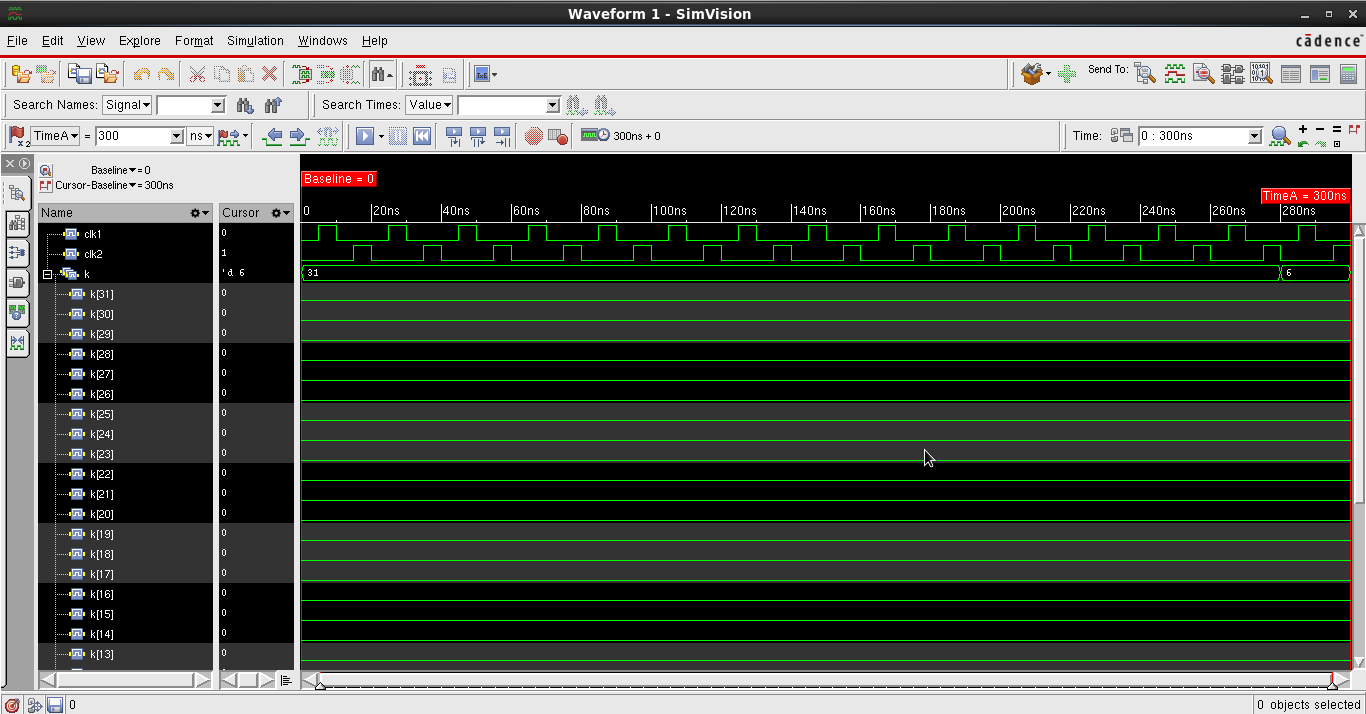 Waveform 1 - SimVision
File Edit View Explore Format Simulation Windows Help
cādence
Send To:
Search Names: Signal Search Times: Value
TimeA = 300 ns 300ns + 0 Time: 0 : 300ns
Baseline = 0
Cursor-Baseline = 300ns
Baseline = 0
TimeA = 300ns
Name Cursor
0 20ns 40ns 60ns 80ns 100ns 120ns 140ns 160ns 180ns 200ns 220ns 240ns 260ns 280ns
clk1 0
clk2 1
k 'd 6 31 6
k[31] 0
k[30] 0
k[29] 0
k[28] 0
k[27] 0
k[26] 0
k[25] 0
k[24] 0
k[23] 0
k[22] 0
k[21] 0
k[20] 0
k[19] 0
k[18] 0
k[17] 0
k[16] 0
k[15] 0
k[14] 0
k[13] 0
0 0 objects selected